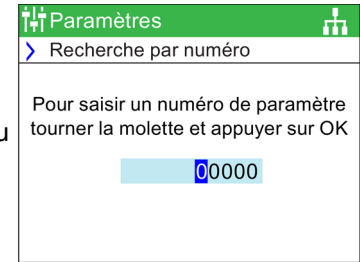 Paramètres
> Recherche par numéro
Pour saisir un numéro de paramètre
u tourner la molette et appuyer sur OK
00000